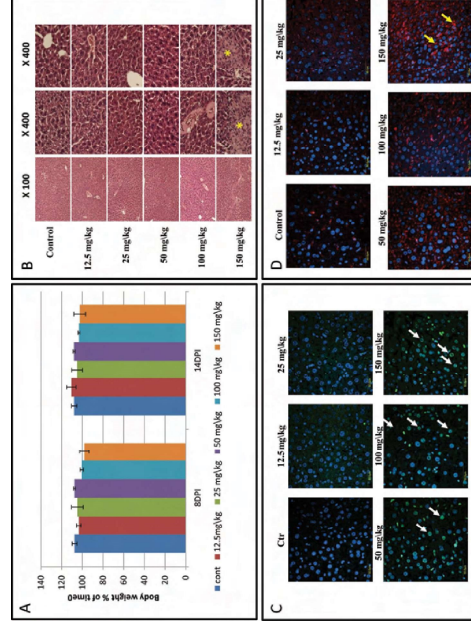 A
Body weight % of time0
140
120
100
80
60
40
20
0
8DPI
14DPI
cont
12.5mg\kg
25 mg\kg
50 mg\kg
100 mg\kg
150 mg\kg
B
X 100
X 400
X 400
Control
12.5 mg\kg
25 mg\kg
50 mg\kg
100 mg\kg
150 mg\kg
C
Ctr
12.5mg\kg
25 mg\kg
50 mg\kg
100 mg\kg
150 mg\kg
D
Control
12.5 mg\kg
25 mg\kg
50 mg\kg
100 mg\kg
150 mg\kg